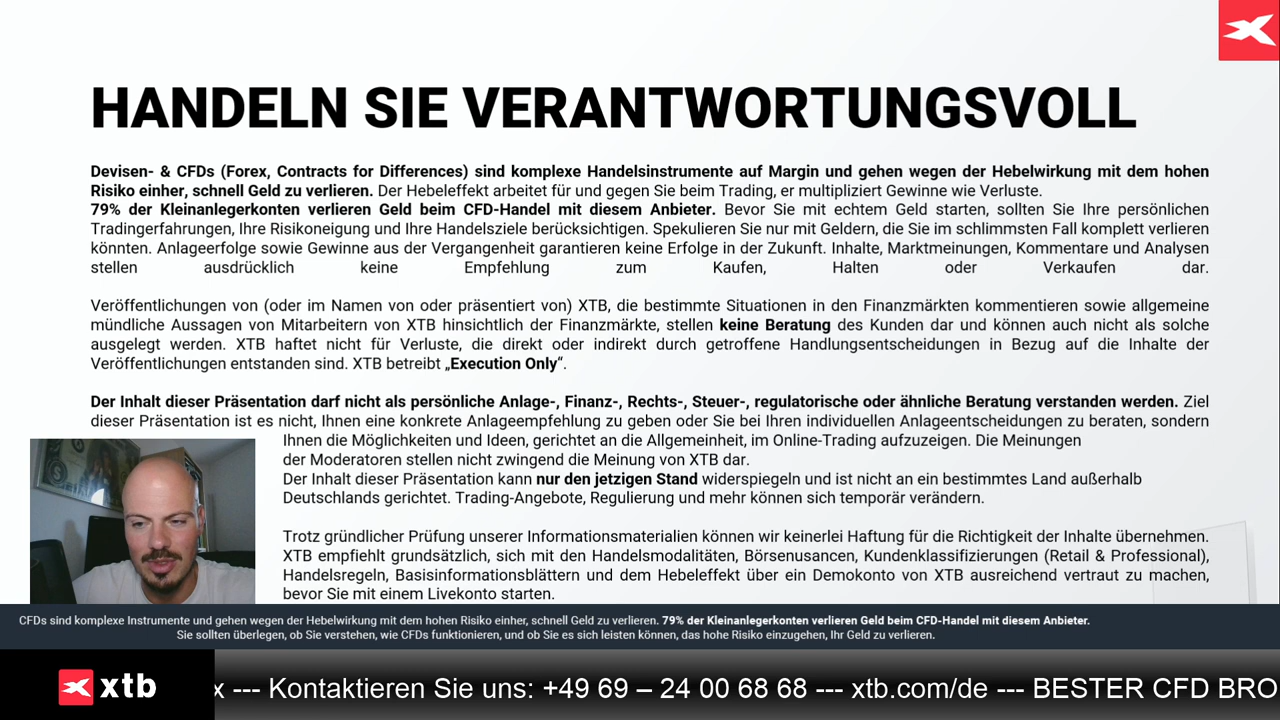 HANDELN SIE VERANTWORTUNGSVOLL
Devisen- & CFDs (Forex, Contracts for Differences) sind komplexe Handelsinstrumente auf Margin und gehen wegen der Hebelwirkung mit dem hohen
Risiko einher, schnell Geld zu verlieren. Der Hebeleffekt arbeitet für und gegen Sie beim Trading, er multipliziert Gewinne wie Verluste.
79% der Kleinanlegerkonten verlieren Geld beim CFD-Handel mit diesem Anbieter. Bevor Sie mit echtem Geld starten, sollten Sie Ihre persönlichen
Tradingerfahrungen, Ihre Risikoneigung und Ihre Handelsziele berücksichtigen. Spekulieren Sie nur mit Geldern, die Sie im schlimmsten Fall komplett verlieren
könnten. Anlageerfolge sowie Gewinne aus der Vergangenheit garantieren keine Erfolge in der Zukunft. Inhalte, Marktmeinungen, Kommentare und Analysen
stellen ausdrücklich keine Empfehlung zum Kaufen, Halten oder Verkaufen dar.
Veröffentlichungen von (oder im Namen von oder präsentiert von) XTB, die bestimmte Situationen in den Finanzmärkten kommentieren sowie allgemeine
mündliche Aussagen von Mitarbeitern von XTB hinsichtlich der Finanzmärkte, stellen keine Beratung des Kunden dar und können auch nicht als solche
ausgelegt werden. XTB haftet nicht für Verluste, die direkt oder indirekt durch getroffene Handlungsentscheidungen in Bezug auf die Inhalte der
Veröffentlichungen entstanden sind. XTB betreibt „Execution Only“.
Der Inhalt dieser Präsentation darf nicht als persönliche Anlage-, Finanz-, Rechts-, Steuer-, regulatorische oder ähnliche Beratung verstanden werden. Ziel
dieser Präsentation ist es nicht, Ihnen eine konkrete Anlageempfehlung zu geben oder Sie bei Ihren individuellen Anlageentscheidungen zu beraten, sondern
Ihnen die Möglichkeiten und Ideen, gerichtet an die Allgemeinheit, im Online-Trading aufzuzeigen. Die Meinungen
der Moderatoren stellen nicht zwingend die Meinung von XTB dar.
Der Inhalt dieser Präsentation kann nur den jetzigen Stand widerspiegeln und ist nicht an ein bestimmtes Land außerhalb
Deutschlands gerichtet. Trading-Angebote, Regulierung und mehr können sich temporär verändern.
Trotz gründlicher Prüfung unserer Informationsmaterialien können wir keinerlei Haftung für die Richtigkeit der Inhalte übernehmen.
XTB empfiehlt grundsätzlich, sich mit den Handelsmodalitäten, Börsenusancen, Kundenklassifizierungen (Retail & Professional),
Handelsregeln, Basisinformationsblättern und dem Hebeleffekt über ein Demokonto von XTB ausreichend vertraut zu machen,
bevor Sie mit einem Livekonto starten.
CFDs sind komplexe Instrumente und gehen wegen der Hebelwirkung mit dem hohen Risiko einher, schnell Geld zu verlieren. 79% der Kleinanlegerkonten verlieren Geld beim CFD-Handel mit diesem Anbieter.
Sie sollten überlegen, ob Sie verstehen, wie CFDs funktionieren, und ob Sie es sich leisten können, das hohe Risiko einzugehen, Ihr Geld zu verlieren.
xtb x --- Kontaktieren Sie uns: +49 69 – 24 00 68 68 --- xtb.com/de --- BESTER CFD BRO